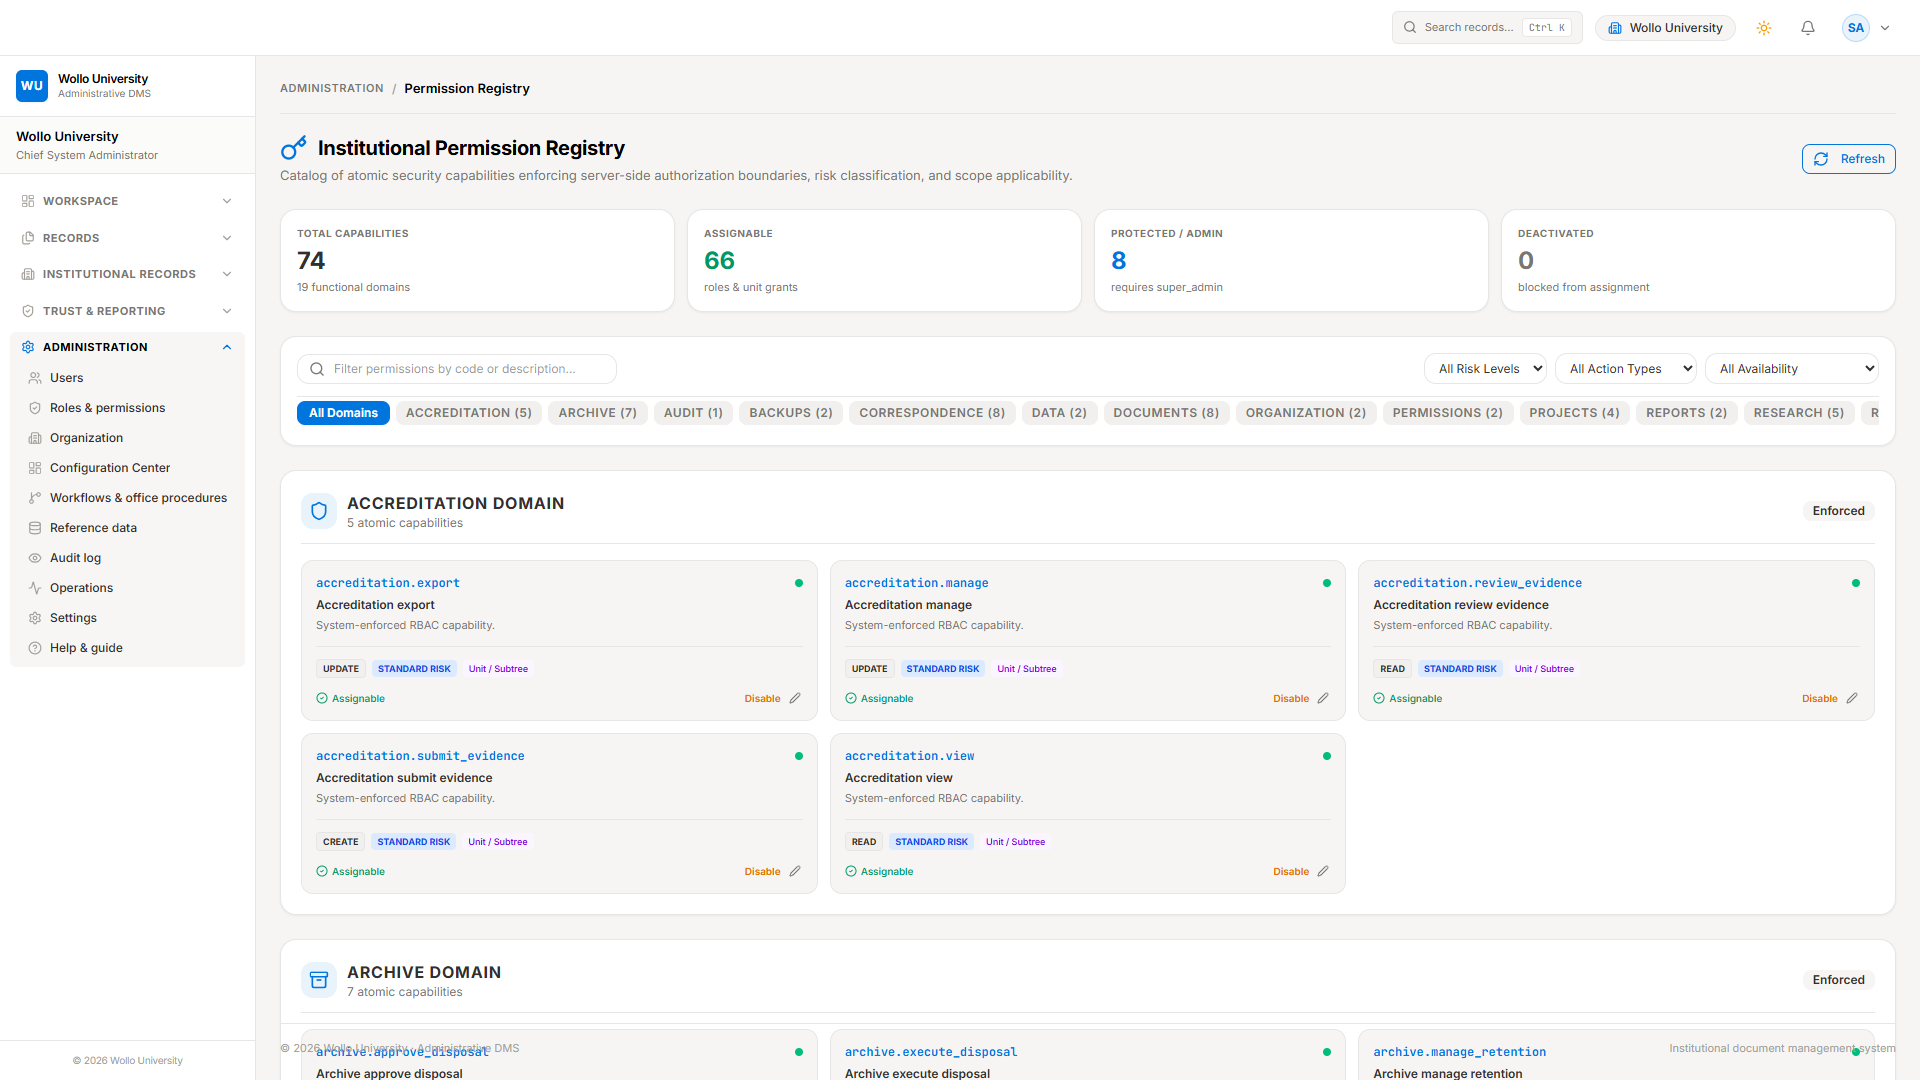 Search records...
Ctrl K
Wollo University
SA
WU
Wollo University
Administrative DMS
Wollo University
Chief System Administrator
WORKSPACE
RECORDS
INSTITUTIONAL RECORDS
TRUST & REPORTING
ADMINISTRATION
Users
Roles & permissions
Organization
Configuration Center
Workflows & office procedures
Reference data
Audit log
Operations
Settings
Help & guide
© 2026 Wollo University
ADMINISTRATION / Permission Registry
Institutional Permission Registry
Catalog of atomic security capabilities enforcing server-side authorization boundaries, risk classification, and scope applicability.
Refresh
TOTAL CAPABILITIES
74
19 functional domains
ASSIGNABLE
66
roles & unit grants
PROTECTED / ADMIN
8
requires super_admin
DEACTIVATED
0
blocked from assignment
Filter permissions by code or description...
All Risk Levels
All Action Types
All Availability
All Domains
ACCREDITATION (5)
ARCHIVE (7)
AUDIT (1)
BACKUPS (2)
CORRESPONDENCE (8)
DATA (2)
DOCUMENTS (8)
ORGANIZATION (2)
PERMISSIONS (2)
PROJECTS (4)
REPORTS (2)
RESEARCH (5)
R
ACCREDITATION DOMAIN
5 atomic capabilities
Enforced
accreditation.export
Accreditation export
System-enforced RBAC capability.
UPDATE STANDARD RISK Unit / Subtree
Assignable Disable
accreditation.manage
Accreditation manage
System-enforced RBAC capability.
UPDATE STANDARD RISK Unit / Subtree
Assignable Disable
accreditation.review_evidence
Accreditation review evidence
System-enforced RBAC capability.
READ STANDARD RISK Unit / Subtree
Assignable Disable
accreditation.submit_evidence
Accreditation submit evidence
System-enforced RBAC capability.
CREATE STANDARD RISK Unit / Subtree
Assignable Disable
accreditation.view
Accreditation view
System-enforced RBAC capability.
READ STANDARD RISK Unit / Subtree
Assignable Disable
ARCHIVE DOMAIN
7 atomic capabilities
Enforced
archive.approve_disposal
Archive approve disposal
archive.execute_disposal
Archive execute disposal
archive.manage_retention
Archive manage retention
© 2026 Wollo University · Administrative DMS
Institutional document management system